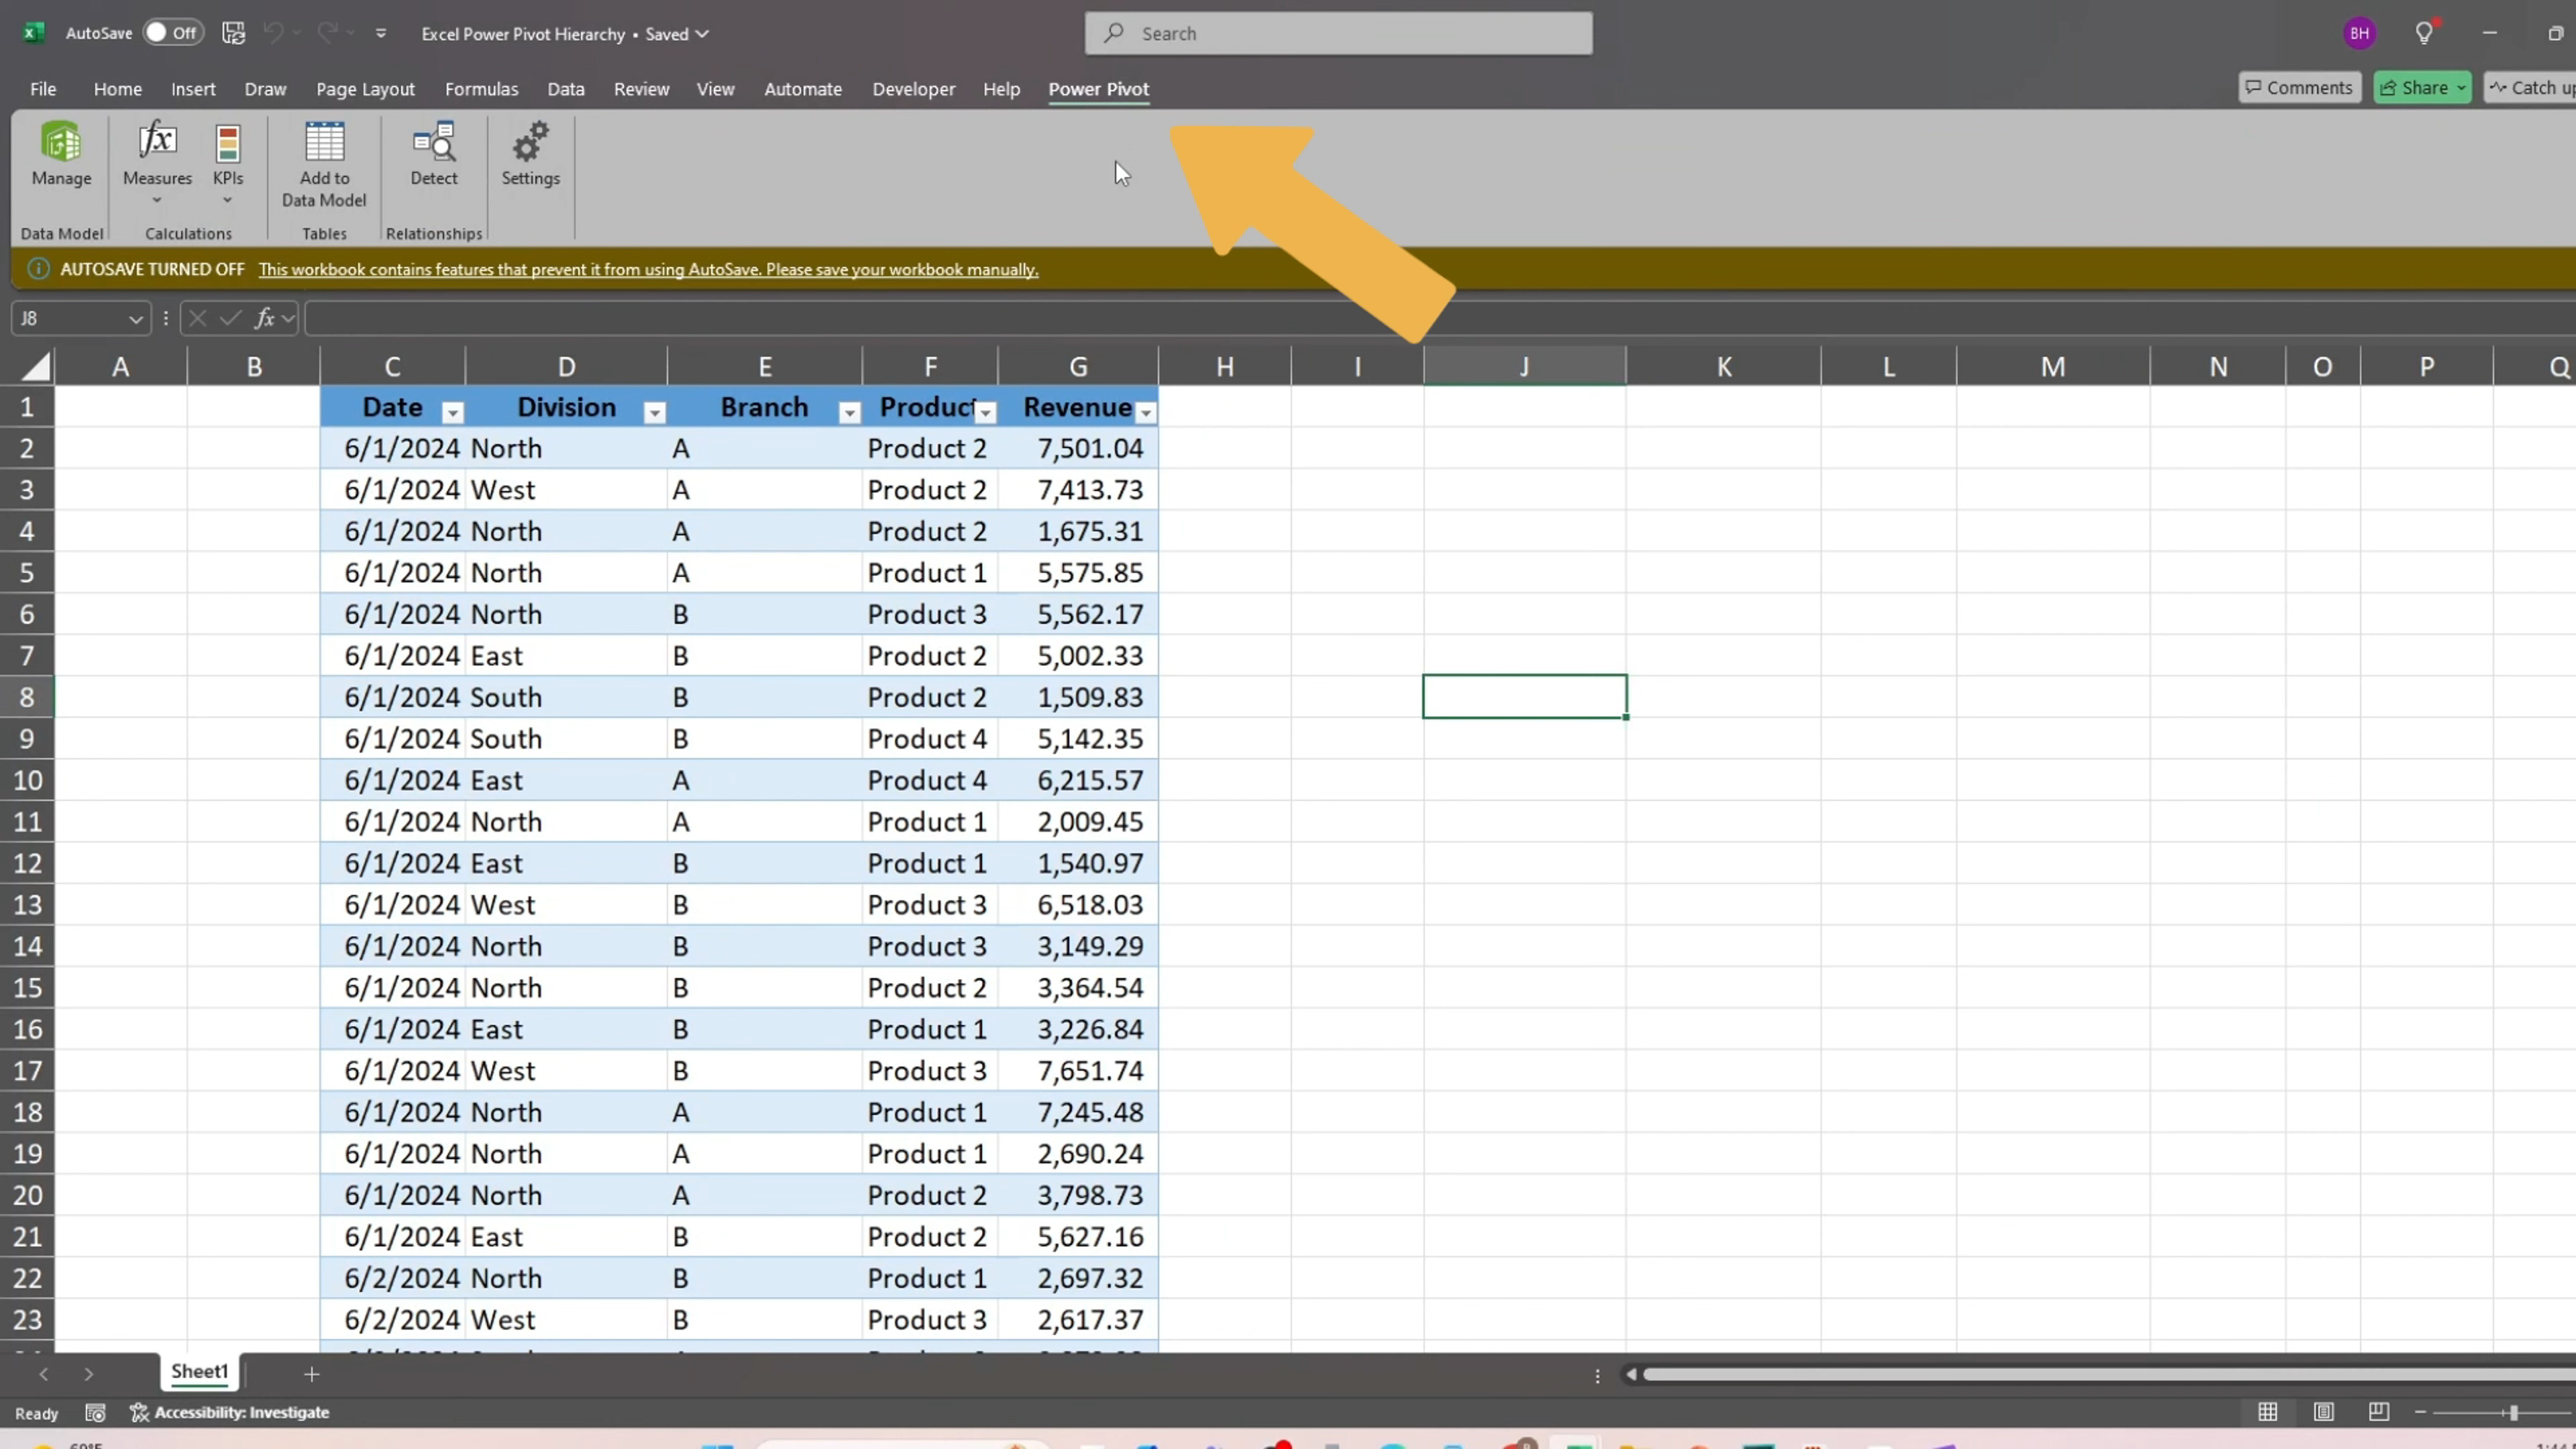 AutoSave Off Excel Power Pivot Hierarchy • Saved Search BH
File Home Insert Draw Page Layout Formulas Data Review View Automate Developer Help Power Pivot Comments Share
Manage Measures KPIs Add to Data Model Detect Settings
Data Model Calculations Tables Relationships
AUTOSAVE TURNED OFF This workbook contains features that prevent it from using AutoSave. Please save your workbook manually.
J8 fx
A B C D E F G H I J K L M N O P Q
1 Date Division Branch Product Revenue
2 6/1/2024 North A Product 2 7,501.04
3 6/1/2024 West A Product 2 7,413.73
4 6/1/2024 North A Product 2 1,675.31
5 6/1/2024 North A Product 1 5,575.85
6 6/1/2024 North B Product 3 5,562.17
7 6/1/2024 East B Product 2 5,002.33
8 6/1/2024 South B Product 2 1,509.83
9 6/1/2024 South B Product 4 5,142.35
10 6/1/2024 East A Product 4 6,215.57
11 6/1/2024 North A Product 1 2,009.45
12 6/1/2024 East B Product 1 1,540.97
13 6/1/2024 West B Product 3 6,518.03
14 6/1/2024 North B Product 3 3,149.29
15 6/1/2024 North B Product 2 3,364.54
16 6/1/2024 East B Product 1 3,226.84
17 6/1/2024 West B Product 3 7,651.74
18 6/1/2024 North A Product 1 7,245.48
19 6/1/2024 North A Product 1 2,690.24
20 6/1/2024 North A Product 2 3,798.73
21 6/1/2024 East B Product 2 5,627.16
22 6/2/2024 North B Product 1 2,697.32
23 6/2/2024 West B Product 3 2,617.37
Sheet1
Ready Accessibility: Investigate